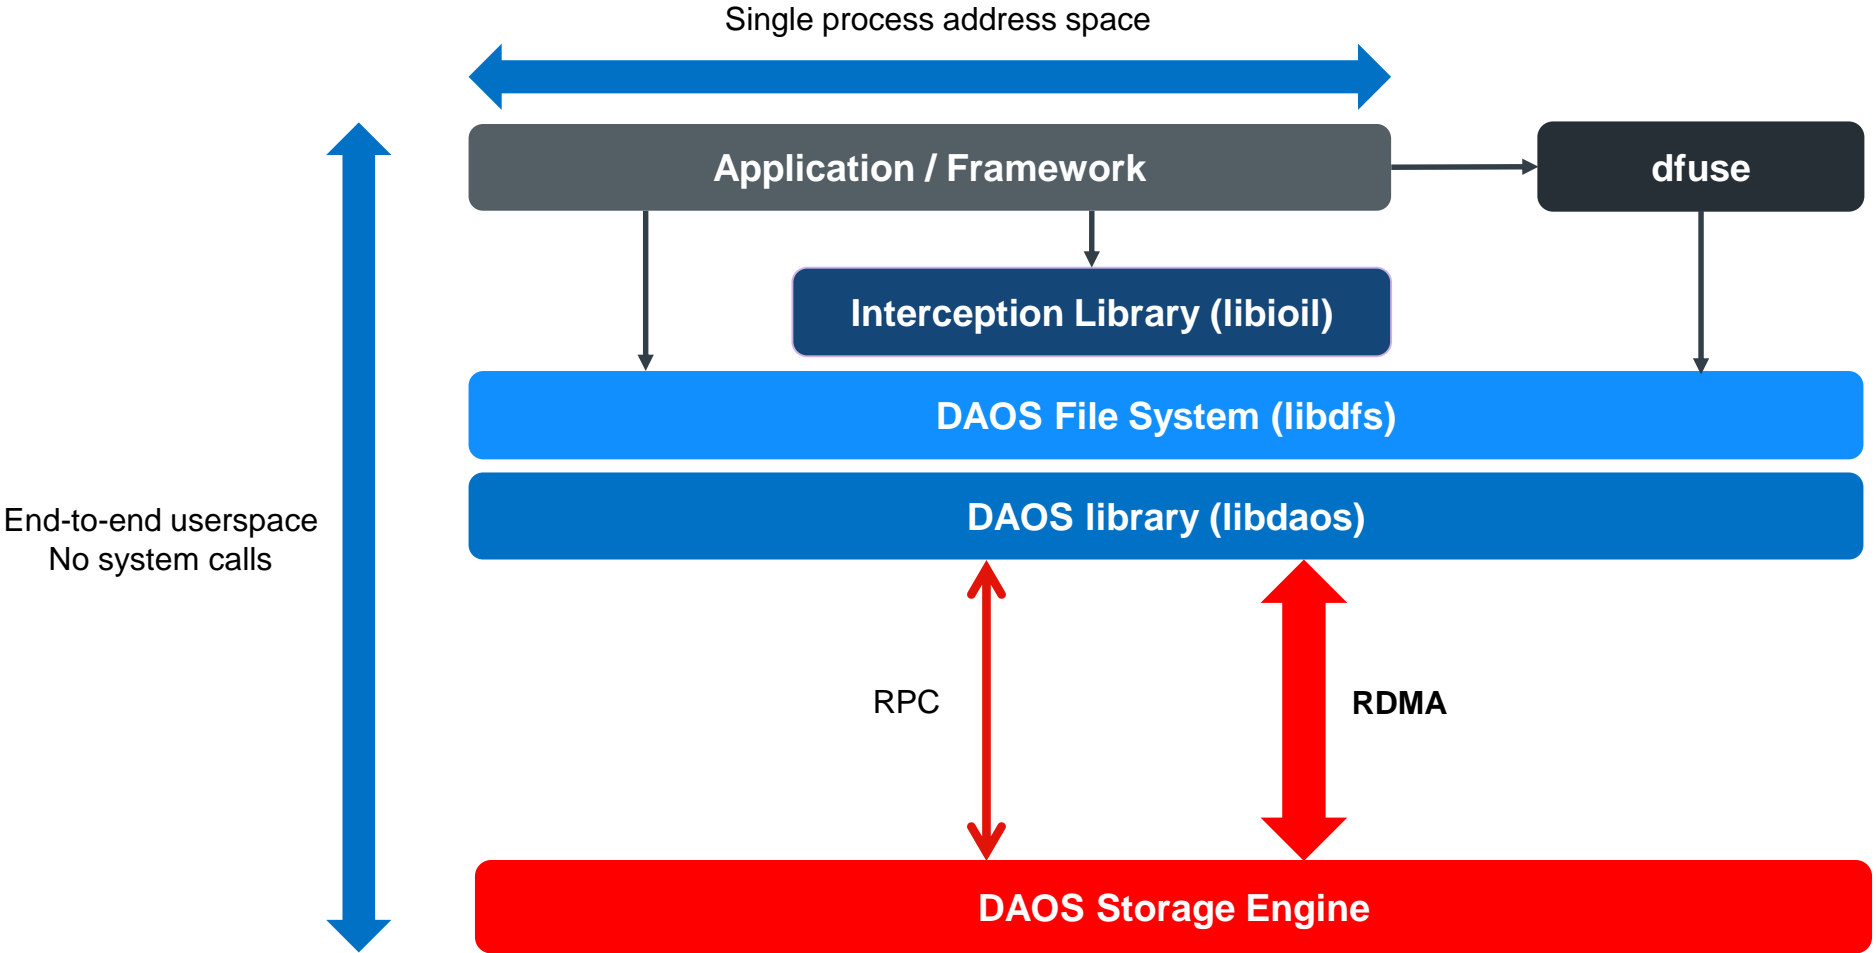 Single process address space
Application / Framework
dfuse
Interception Library (libioil)
DAOS File System (libdfs)
DAOS library (libdaos)
End-to-end userspace
No system calls
RPC
RDMA
DAOS Storage Engine